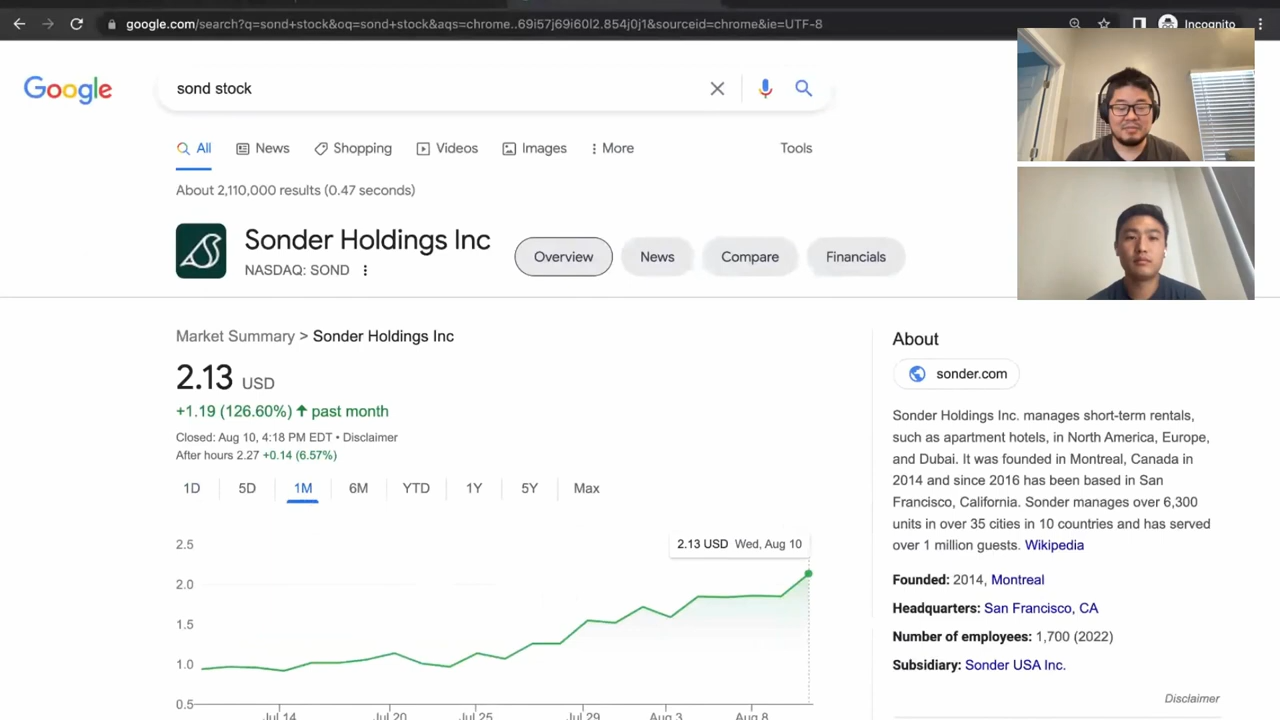 google.com/search?q=sond+stock&oq=sond+stock&aqs=chrome..69i57j69i60l2.854j0j1&sourceid=chrome&ie=UTF-8
Incognito
Google
sond stock
All
News
Shopping
Videos
Images
More
Tools
About 2,110,000 results (0.47 seconds)
Sonder Holdings Inc
NASDAQ: SOND
Overview
News
Compare
Financials
Market Summary > Sonder Holdings Inc
2.13 USD
+1.19 (126.60%) past month
Closed: Aug 10, 4:18 PM EDT • Disclaimer
After hours 2.27 +0.14 (6.57%)
1D 5D 1M 6M YTD 1Y 5Y Max
2.13 USD Wed, Aug 10
2.5
2.0
1.5
1.0
0.5
Jul 14 Jul 20 Jul 25 Jul 29 Aug 3 Aug 8
About
sonder.com
Sonder Holdings Inc. manages short-term rentals,
such as apartment hotels, in North America, Europe,
and Dubai. It was founded in Montreal, Canada in
2014 and since 2016 has been based in San
Francisco, California. Sonder manages over 6,300
units in over 35 cities in 10 countries and has served
over 1 million guests. Wikipedia
Founded: 2014, Montreal
Headquarters: San Francisco, CA
Number of employees: 1,700 (2022)
Subsidiary: Sonder USA Inc.
Disclaimer